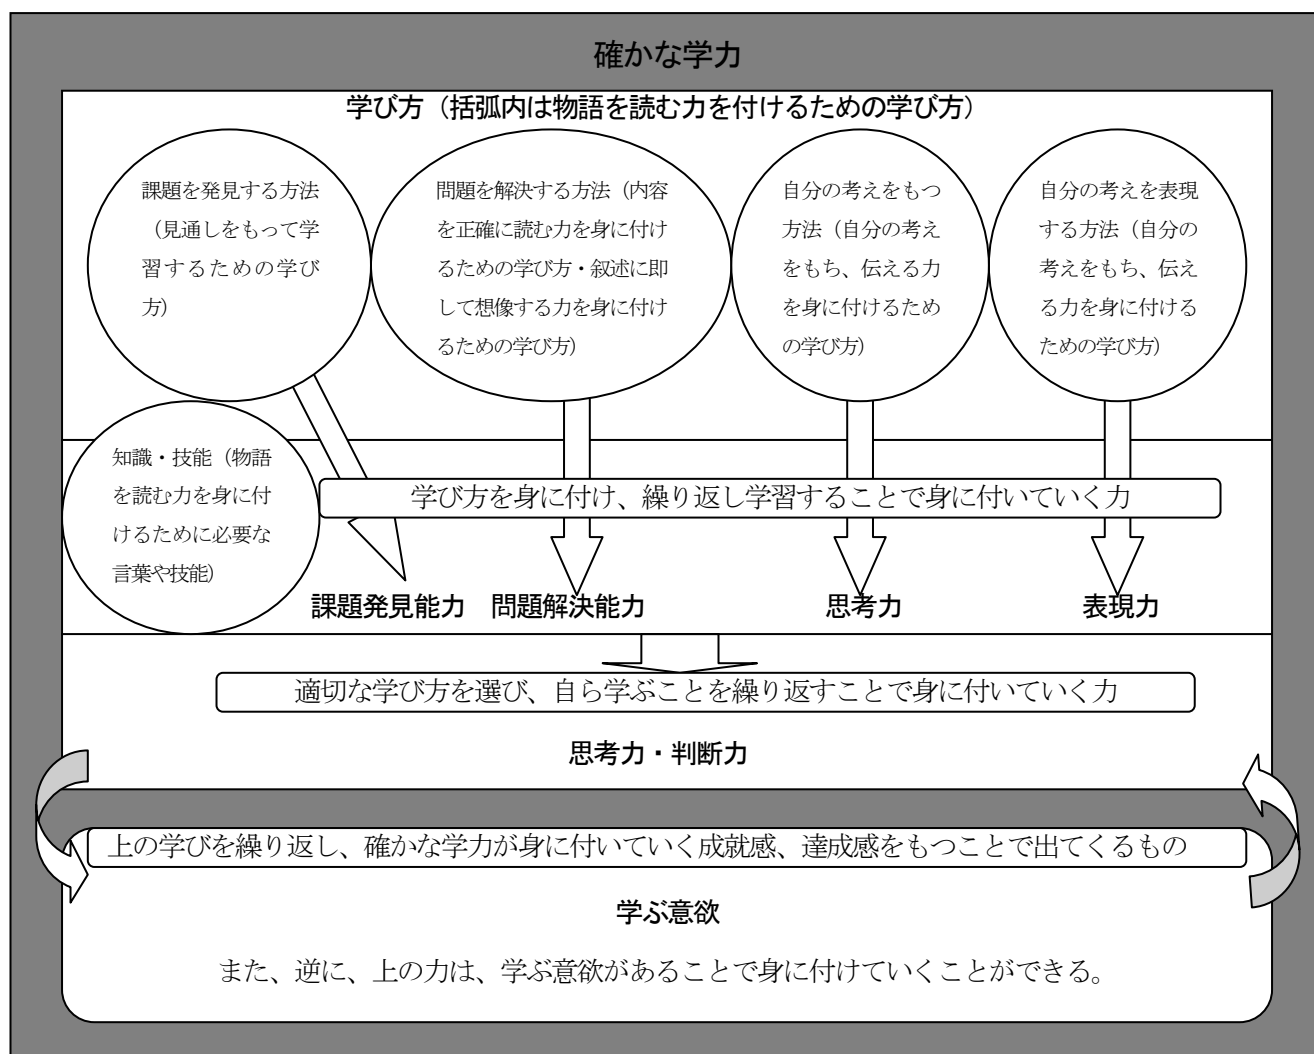 確かな学力
学び方（括弧内は物語を読む力を付けるための学び方）
課題を発見する方法
（見通しをもって学
習するための学び
方）
問題を解決する方法（内容
を正確に読む力を身に付け
るための学び方・叙述に即
して想像する力を身に付け
るための学び方）
自分の考えをもつ
方法（自分の考え
をもち、伝える力
を身に付けるため
の学び方）
自分の考えを表現
する方法（自分の
考えをもち、伝え
る力を身に付ける
ための学び方）
知識・技能（物語
を読む力を身に付
けるために必要な
言葉や技能）
学び方を身に付け、繰り返し学習することで身に付いていく力
課題発見能力　問題解決能力　思考力　表現力
適切な学び方を選び、自ら学ぶことを繰り返すことで身に付いていく力
思考力・判断力
上の学びを繰り返し、確かな学力が身に付いていく成就感、達成感をもつことで出てくるもの
学ぶ意欲
また、逆に、上の力は、学ぶ意欲があることで身に付けていくことができる。